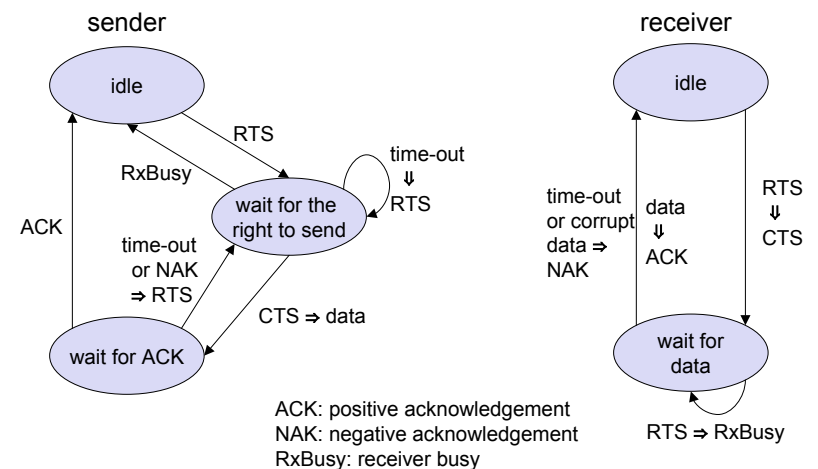 sender
receiver
idle
idle
RTS
RxBusy
time-out
⇓
RTS
wait for the
right to send
ACK
time-out
or NAK
⇒ RTS
CTS ⇒ data
wait for ACK
time-out
or corrupt
data ⇒
NAK
data
⇓
ACK
RTS
⇓
CTS
wait for
data
RTS ⇒ RxBusy
ACK: positive acknowledgement
NAK: negative acknowledgement
RxBusy: receiver busy